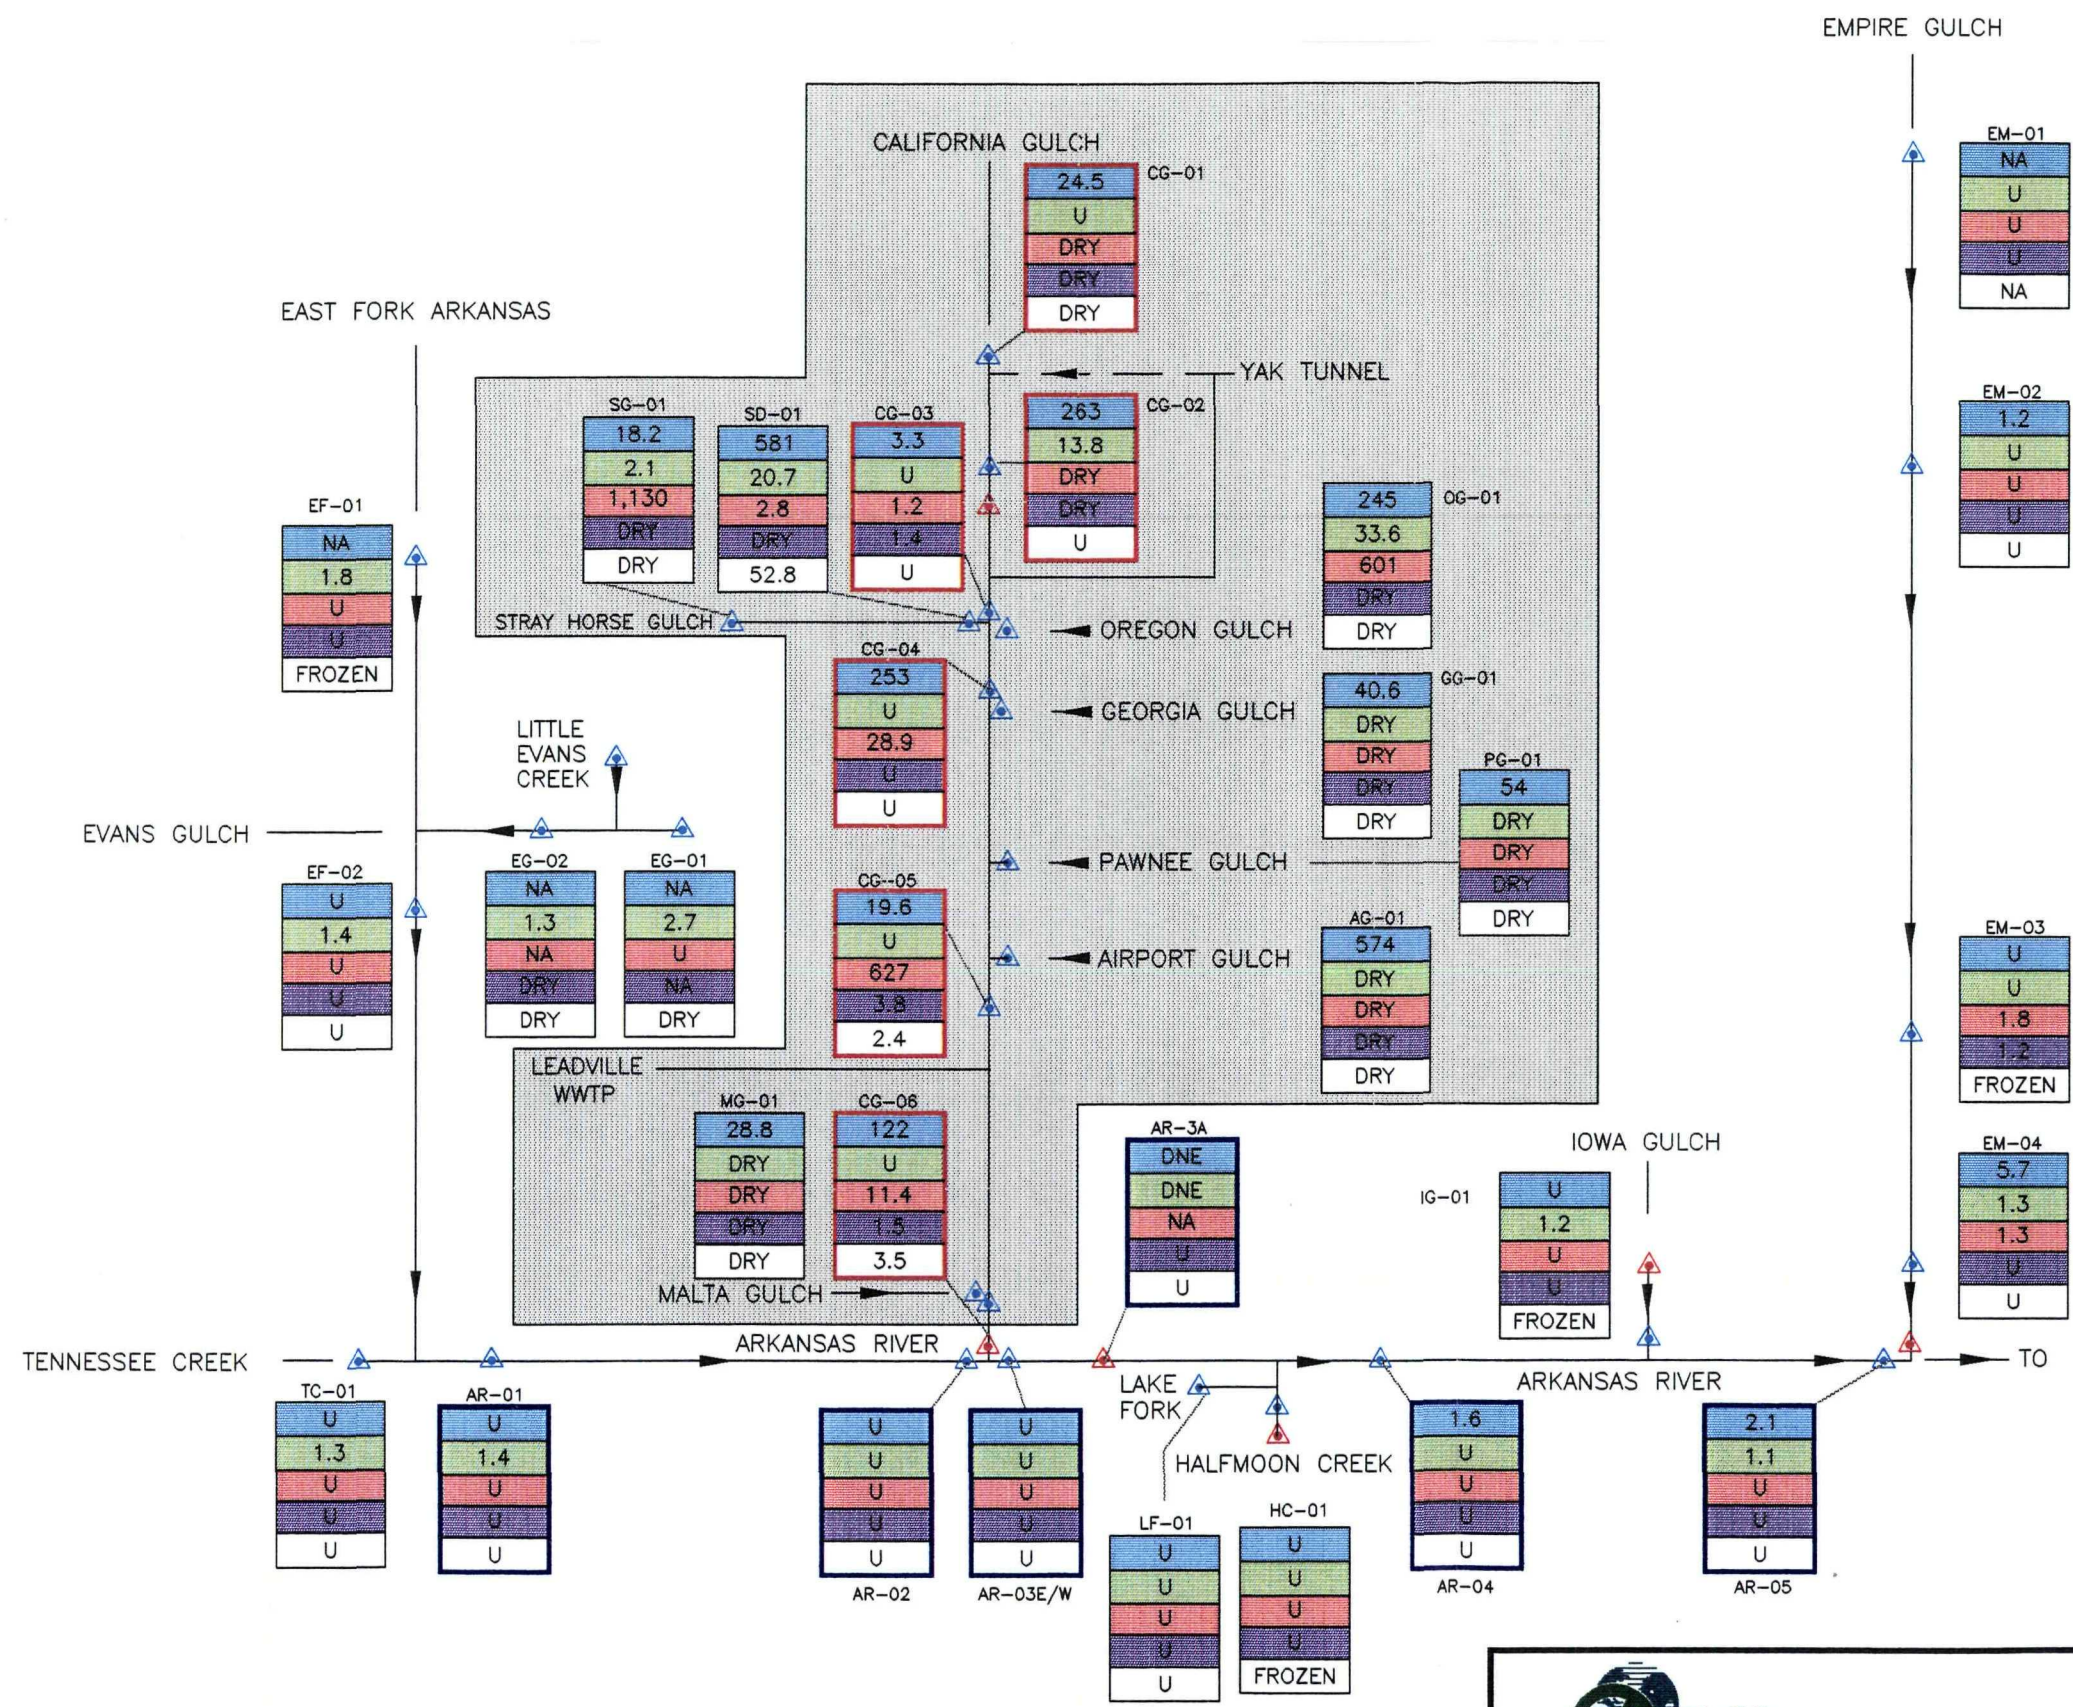 EMPIRE GULCH
EM-01
NA
U
U
U
NA
CALIFORNIA GULCH
CG-01
24.5
U
DRY
DRY
DRY
EAST FORK ARKANSAS
YAK TUNNEL
SG-01
18.2
2.1
1,130
DRY
DRY
SD-01
581
20.7
2.8
DRY
52.8
CG-03
3.3
U
1.2
1.4
U
CG-02
263
13.8
DRY
DRY
U
EM-02
1.2
U
U
U
U
OG-01
245
33.6
601
DRY
DRY
EF-01
NA
1.8
U
U
FROZEN
STRAY HORSE GULCH
OREGON GULCH
CG-04
253
U
28.9
U
U
GEORGIA GULCH
GG-01
40.6
DRY
DRY
DRY
DRY
LITTLE
EVANS
CREEK
PG-01
54
DRY
DRY
DRY
DRY
EVANS GULCH
PAWNEE GULCH
EF-02
U
1.4
U
U
U
EG-02
NA
1.3
NA
DRY
DRY
EG-01
NA
2.7
U
NA
DRY
CG-05
19.6
U
627
3.8
2.4
AIRPORT GULCH
AG-01
574
DRY
DRY
DRY
DRY
EM-03
U
U
1.8
1.2
FROZEN
LEADVILLE
WWTP
MG-01
28.8
DRY
DRY
DRY
DRY
CG-06
122
U
11.4
1.5
3.5
AR-3A
DNE
DNE
NA
U
U
IOWA GULCH
IG-01
U
1.2
U
U
FROZEN
EM-04
5.7
1.3
1.3
U
U
MALTA GULCH
ARKANSAS RIVER
TENNESSEE CREEK
TO
ARKANSAS RIVER
LAKE
FORK
HALFMOON CREEK
TC-01
U
1.3
U
U
U
AR-01
U
1.4
U
U
U
U
U
U
U
U
AR-02
U
U
U
U
U
AR-03E/W
LF-01
U
U
U
U
U
HC-01
U
U
U
U
FROZEN
1.6
U
U
U
U
AR-04
2.1
1.1
U
U
U
AR-05